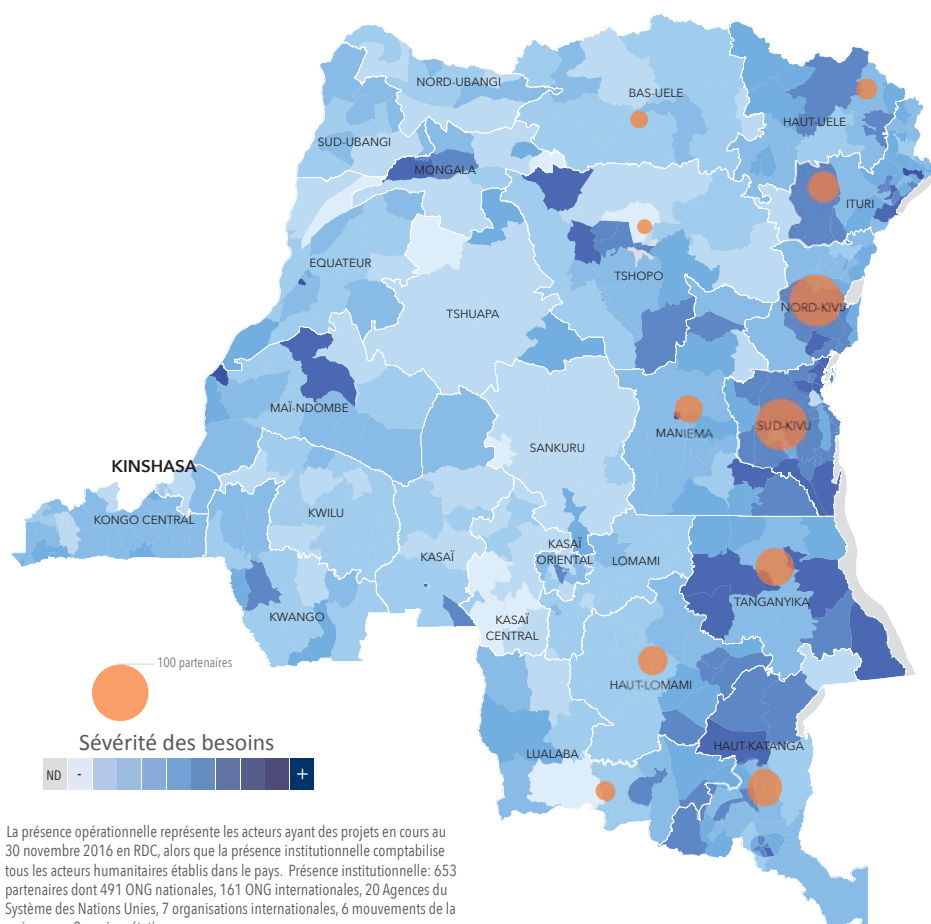 NORD-UBANGI
BAS-UELE
HAUT-UELE
SUD-UBANGI
MONGALA
ITURI
EQUATEUR
TSHOPO
NORD-KIVU
TSHUAPA
MAÏ-NDOMBE
SUD-KIVU
MANIEMA
SANKURU
KINSHASA
KWILU
KONGO CENTRAL
KASAÏ
KASAÏ
ORIENTAL
LOMAMI
TANGANYIKA
KWANGO
KASAÏ
CENTRAL
HAUT-LOMAMI
LUALABA
HAUT-KATANGA
100 partenaires
Sévérité des besoins
ND - +
La présence opérationnelle représente les acteurs ayant des projets en cours au
30 novembre 2016 en RDC, alors que la présence institutionnelle comptabilise
tous les acteurs humanitaires établis dans le pays. Présence institutionnelle: 653
partenaires dont 491 ONG nationales, 161 ONG internationales, 20 Agences du
Système des Nations Unies, 7 organisations internationales, 6 mouvements de la